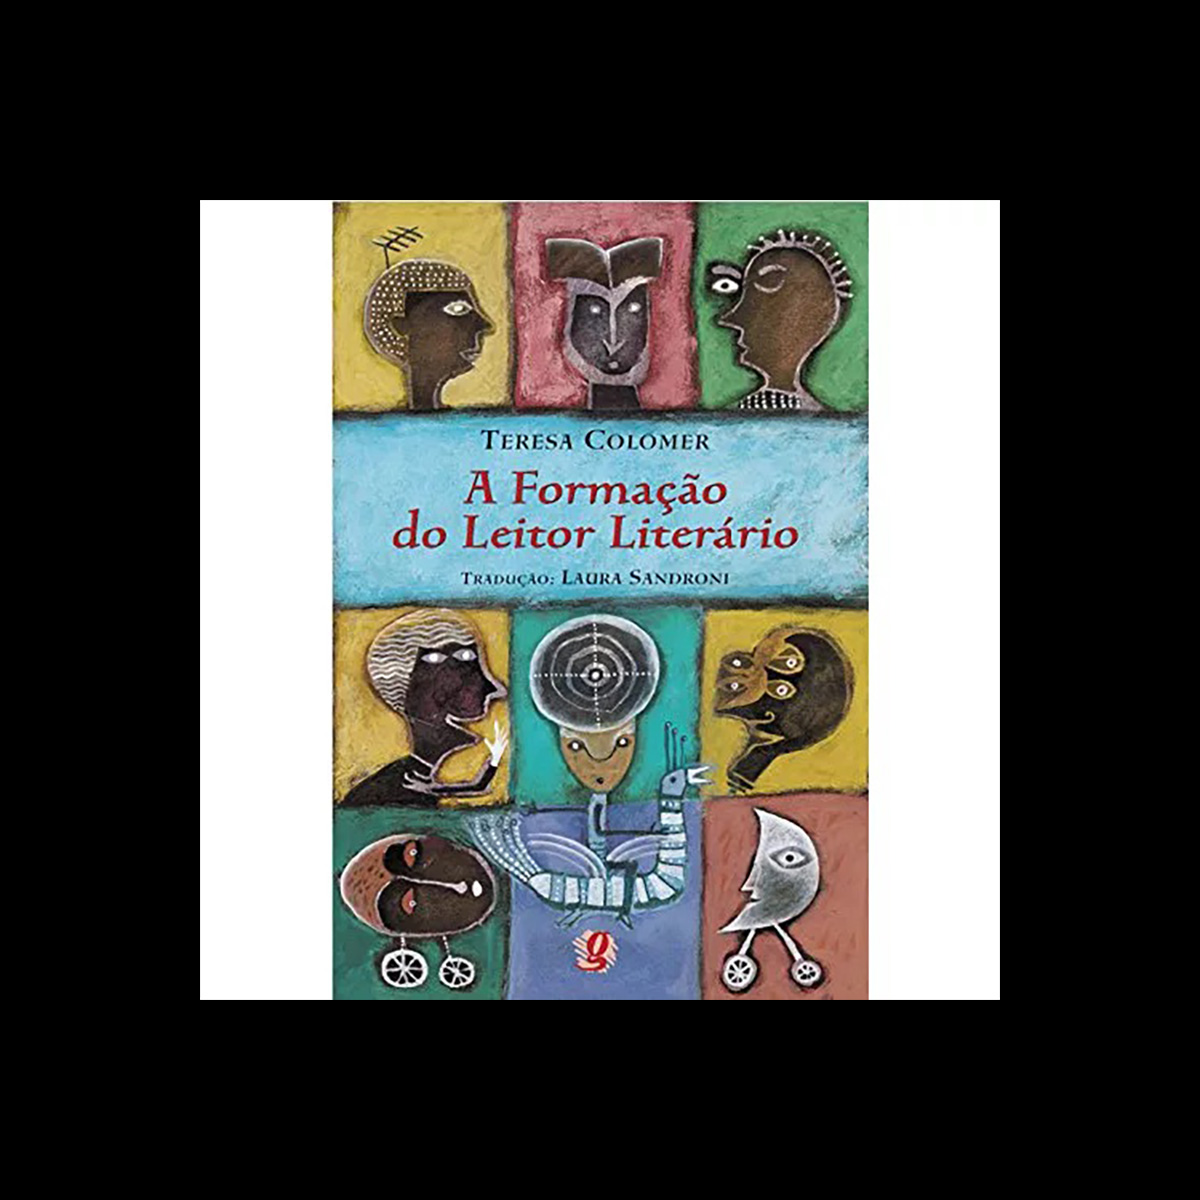 TERESA COLOMER
A Formação
do Leitor Literário
TRADUÇÃO: LAURA SANDRONI
g